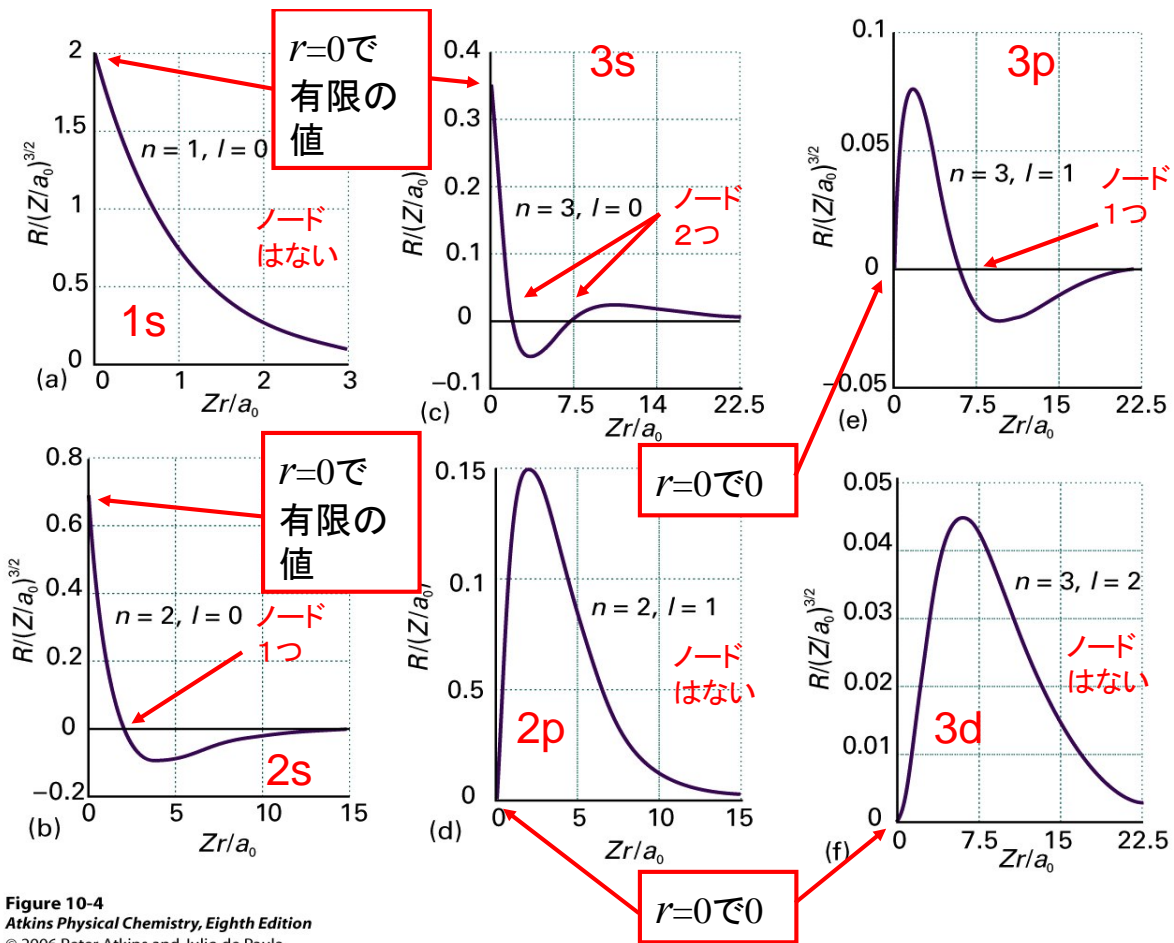 r=0で
有限の
値
2
1.5
1
0.5
0
R/(Z/a₀)^3/2
n = 1, l = 0
ノード
はない
1s
(a)
0
1
2
3
Zr/a₀
0.4
0.3
0.2
0.1
0
−0.1
R/(Z/a₀)^3/2
3s
n = 3, l = 0
ノード
2つ
(c)
0
7.5
14
22.5
Zr/a₀
0.1
0.05
0
−0.05
R/(Z/a₀)^3/2
3p
n = 3, l = 1
ノード
1つ
(e)
0
7.5
15
22.5
Zr/a₀
0.8
0.6
0.4
0.2
0
−0.2
R/(Z/a₀)^3/2
r=0で
有限の
値
n = 2, l = 0
ノード
1つ
2s
(b)
0
5
10
15
Zr/a₀
r=0で0
0.15
0.1
0.5
0
n = 2, l = 1
ノード
はない
2p
(d)
0
5
10
15
Zr/a₀
0.05
0.04
0.03
0.02
0.01
0
R/(Z/a₀)^3/2
n = 3, l = 2
ノード
はない
3d
(f)
0
7.5
15
22.5
Zr/a₀
r=0で0
Figure 10-4
Atkins Physical Chemistry, Eighth Edition
© 2006 Peter Atkins and Julio de Paula